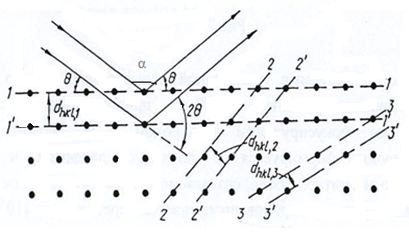 α
θ θ
2 2'
1 1
d_hkl,1 2θ 3
1' 1'
3'
d_hkl,2
d_hkl,3
2 2' 3 3'